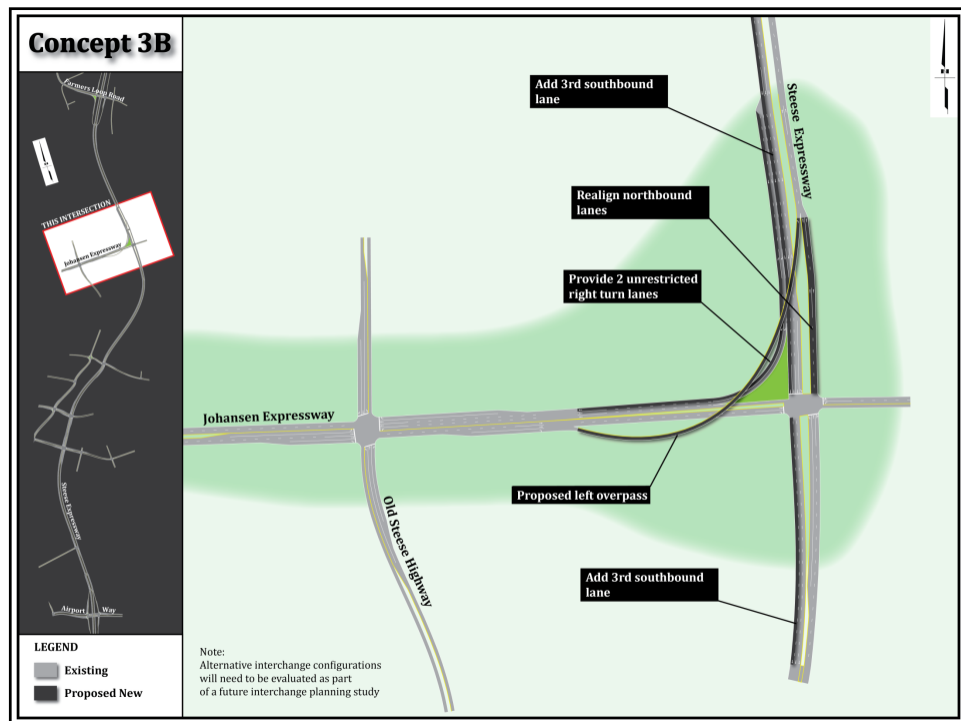 Concept 3B
Farmers Loop Road
THIS INTERSECTION
Johansen Expressway
Steese Expressway
Airport Way
LEGEND
Existing
Proposed New
Add 3rd southbound
lane
Steese Expressway
Realign northbound
lanes
Provide 2 unrestricted
right turn lanes
Johansen Expressway
Proposed left overpass
Old Steese Highway
Add 3rd southbound
lane
Note:
Alternative interchange configurations
will need to be evaluated as part
of a future interchange planning study